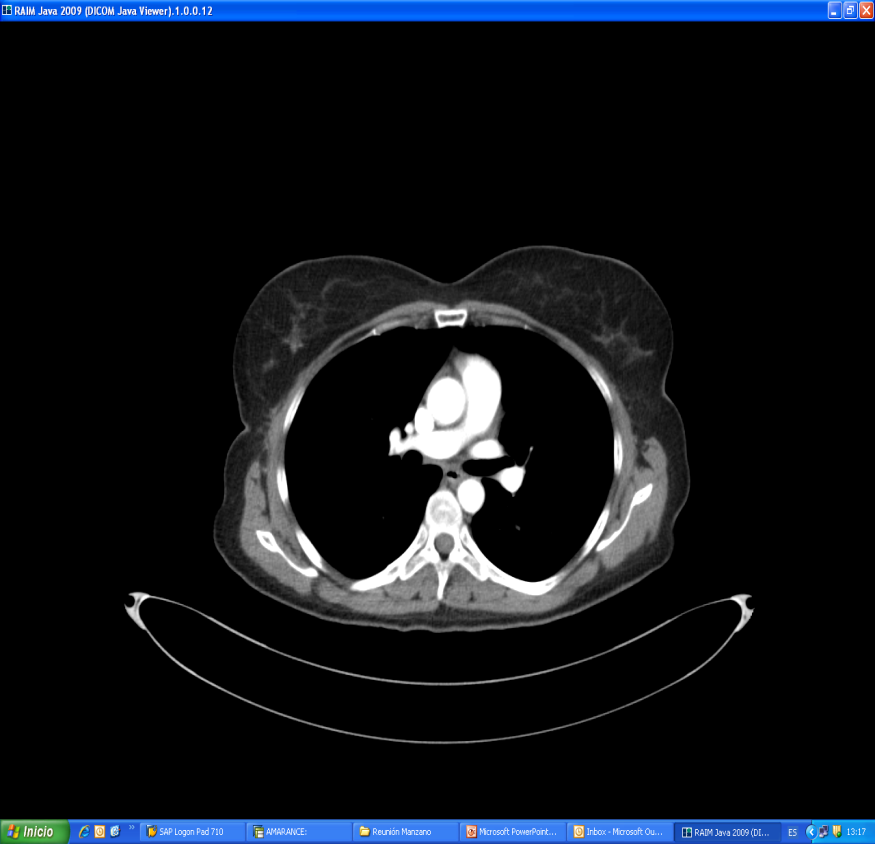 RAIM Java 2009 (DICOM Java Viewer).1.0.0.12
Inicio
»
SAP Logon Pad 710
AMARANCE:
Reunión Manzano
Microsoft PowerPoint...
Inbox - Microsoft Ou...
RAIM Java 2009 (DI...
ES
13:17